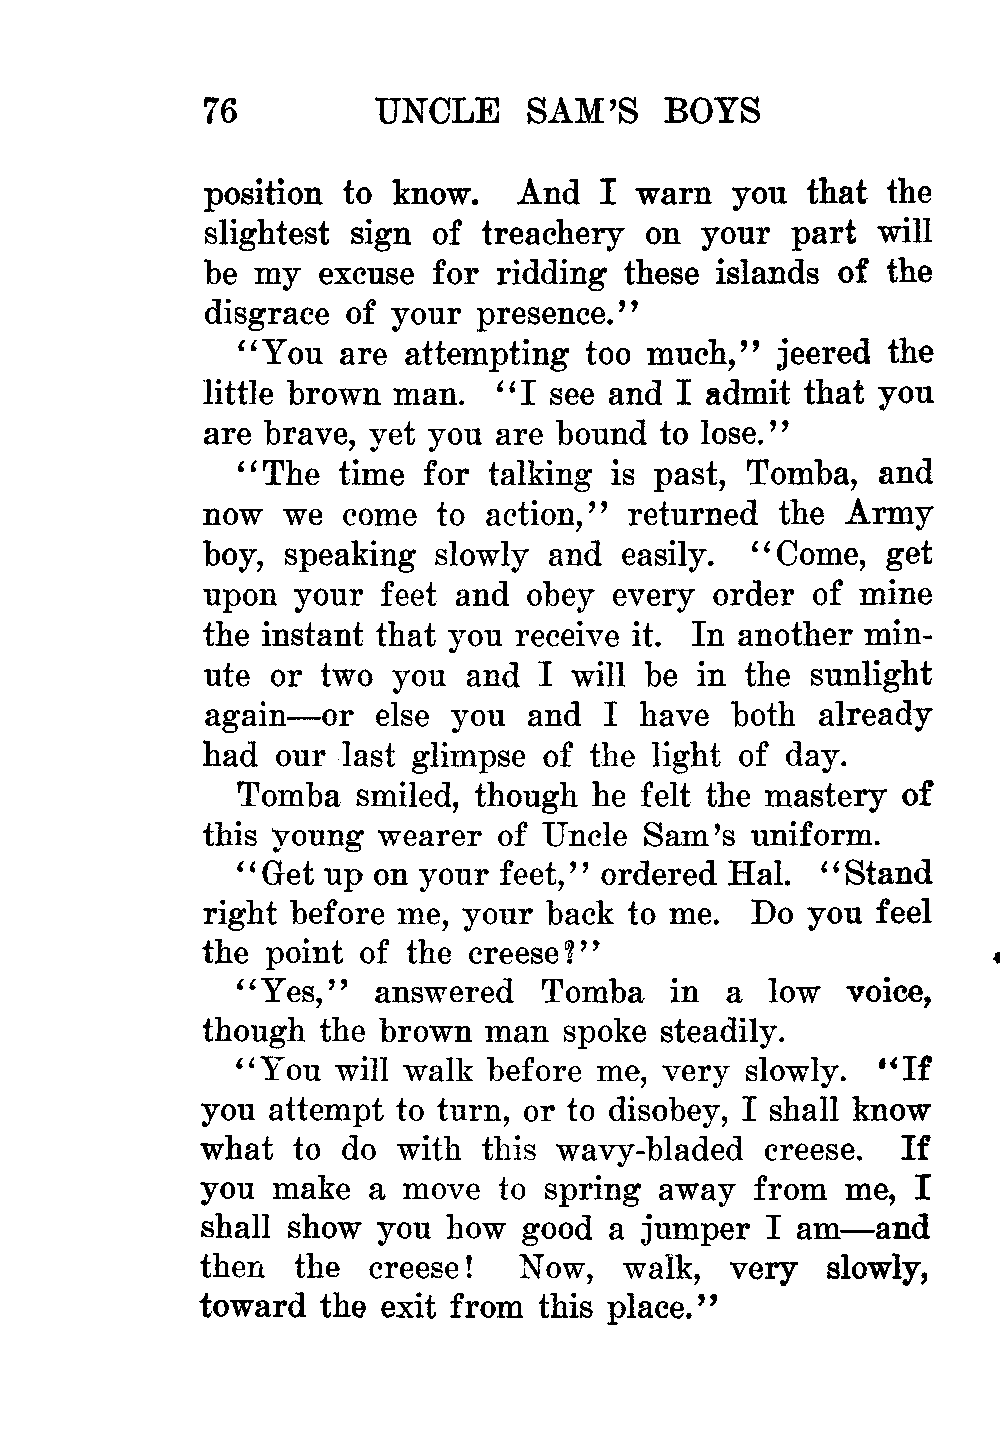 76 UNCLE SAM'S BOYS
position to know. And I warn you that the
slightest sign of treachery on your part will
be my excuse for ridding these islands of the
disgrace of your presence."
"You are attempting too much," jeered the
little brown man. "I see and I admit that you
are brave, yet you are bound to lose."
"The time for talking is past, Tomba, and
now we come to action," returned the Army
boy, speaking slowly and easily. "Come, get
upon your feet and obey every order of mine
the instant that you receive it. In another min-
ute or two you and I will be in the sunlight
again—or else you and I have both already
had our last glimpse of the light of day.
Tomba smiled, though he felt the mastery of
this young wearer of Uncle Sam's uniform.
"Get up on your feet," ordered Hal. "Stand
right before me, your back to me. Do you feel
the point of the creese?"
"Yes," answered Tomba in a low voice,
though the brown man spoke steadily.
"You will walk before me, very slowly. "If
you attempt to turn, or to disobey, I shall know
what to do with this wavy-bladed creese. If
you make a move to spring away from me, I
shall show you how good a jumper I am—and
then the creese! Now, walk, very slowly,
toward the exit from this place."